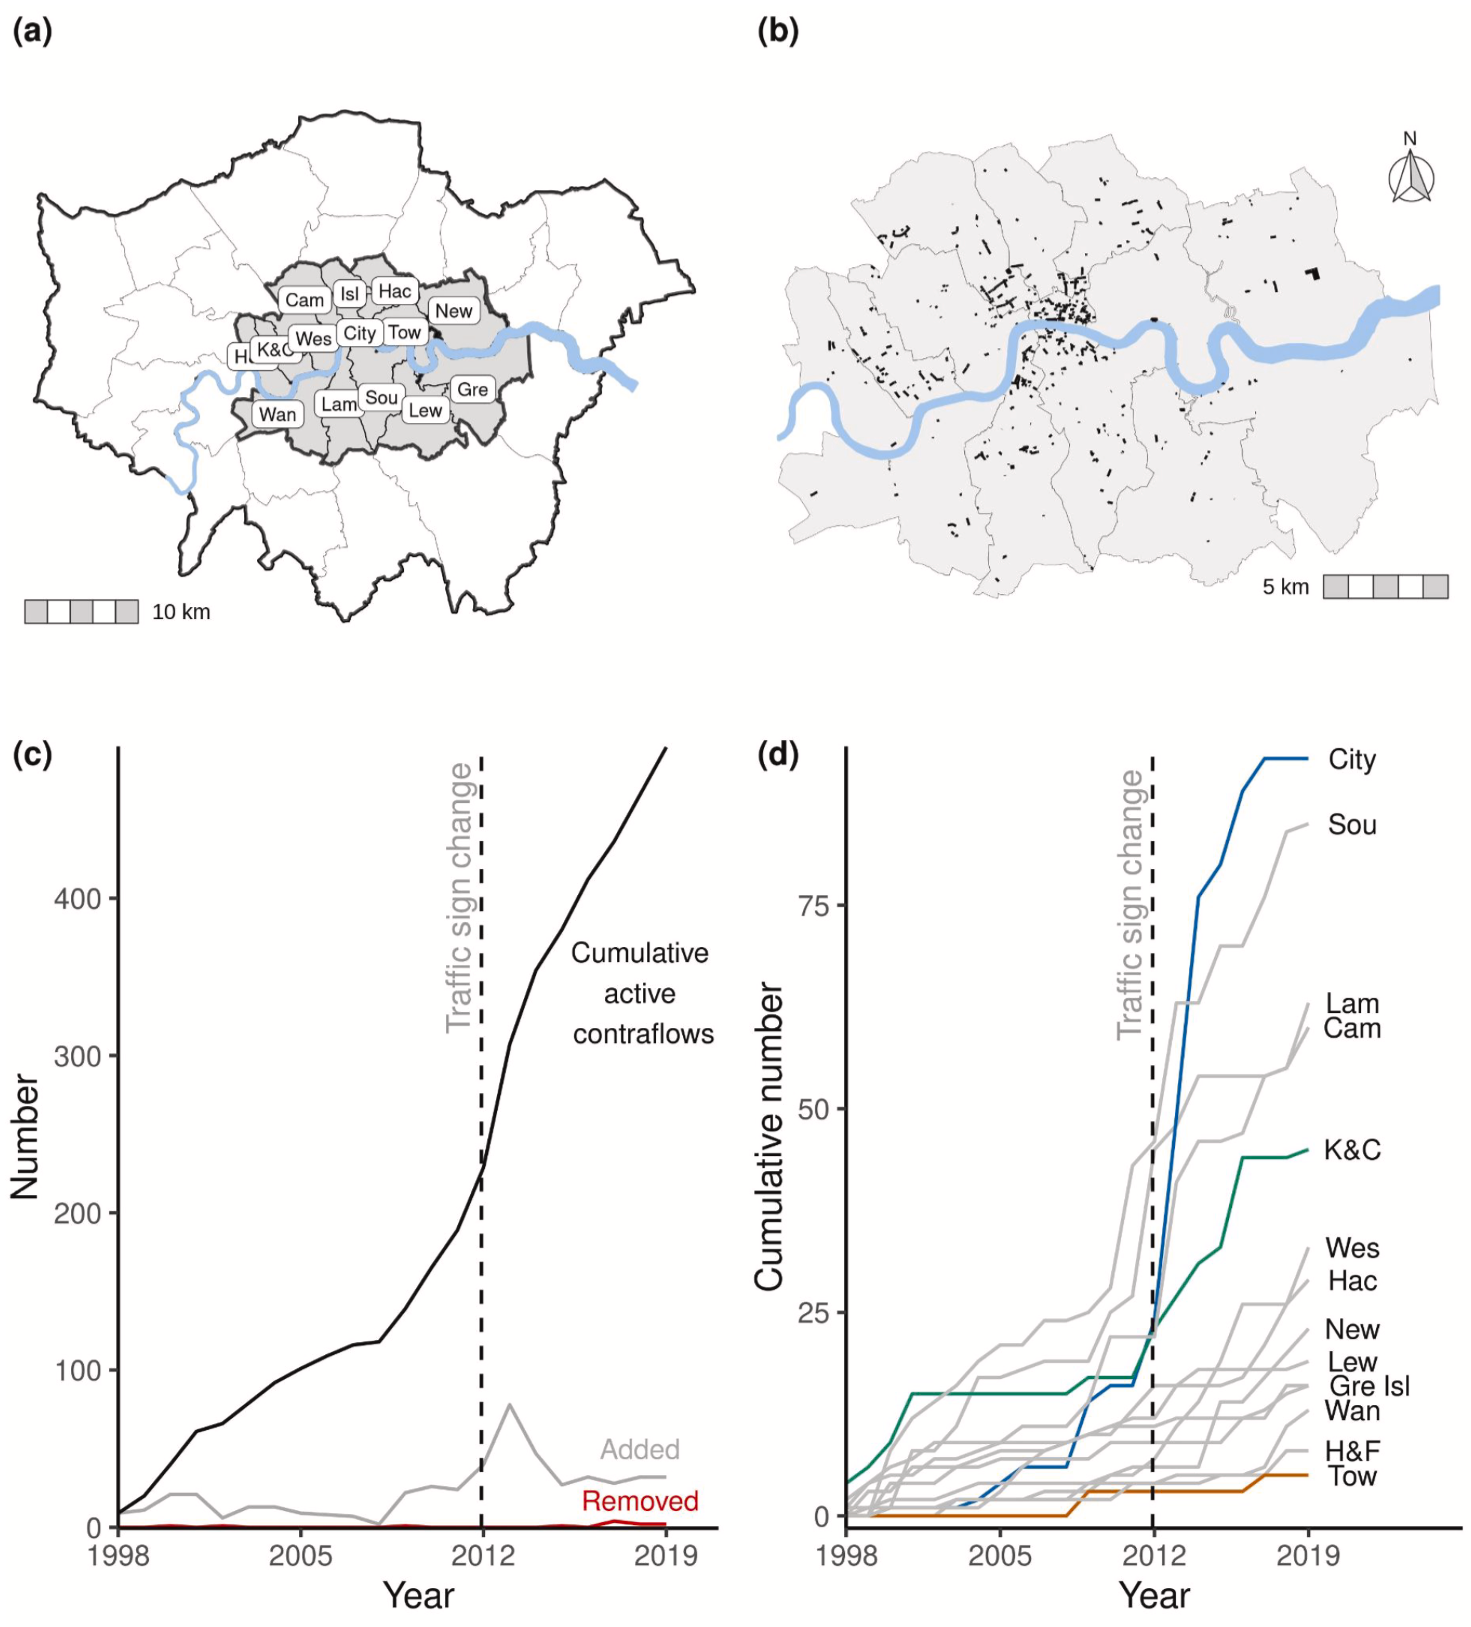 (a)
Cam
Isl
Hac
New
H
K&C
Wes
City
Tow
Wan
Lam
Sou
Lew
Gre
10 km
(b)
N
5 km
(c)
Number
400
300
200
100
0
Traffic sign change
Cumulative
active
contraflows
Added
Removed
1998
2005
2012
2019
Year
(d)
Cumulative number
75
50
25
0
Traffic sign change
City
Sou
Lam
Cam
K&C
Wes
Hac
New
Lew
Gre Isl
Wan
H&F
Tow
1998
2005
2012
2019
Year